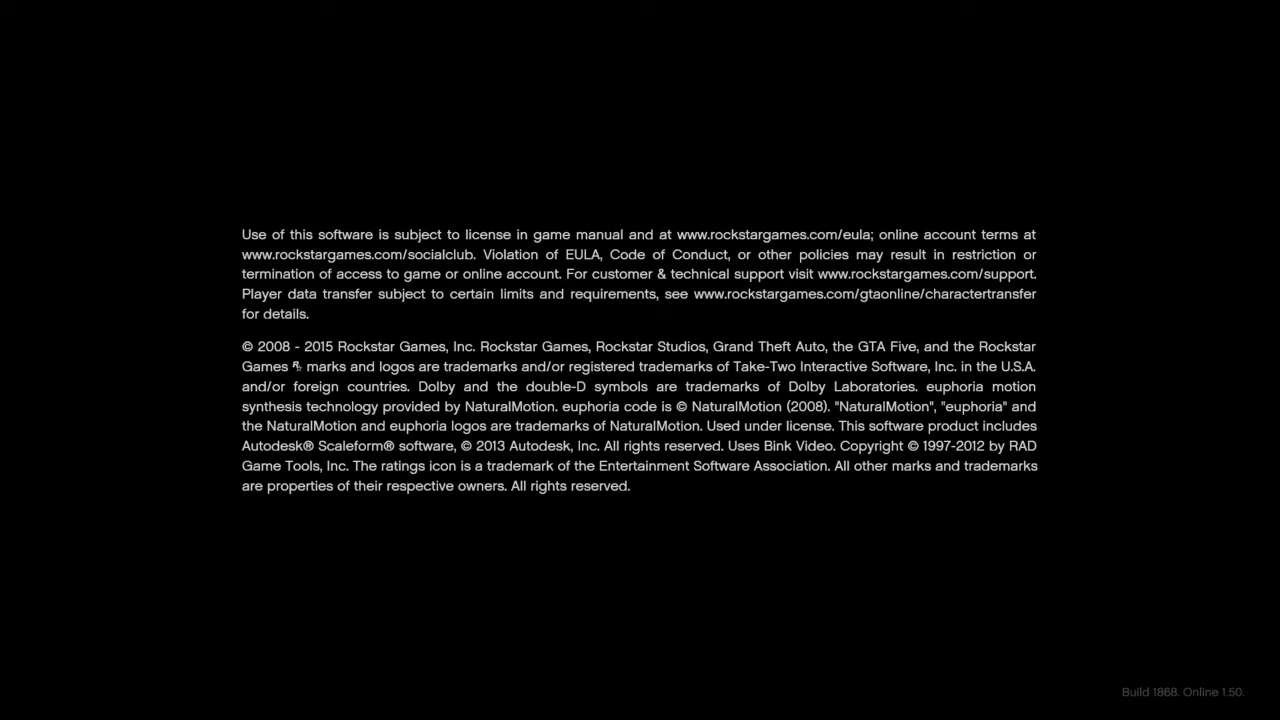 Use of this software is subject to license in game manual and at www.rockstargames.com/eula; online account terms at
www.rockstargames.com/socialclub. Violation of EULA, Code of Conduct, or other policies may result in restriction or
termination of access to game or online account. For customer & technical support visit www.rockstargames.com/support.
Player data transfer subject to certain limits and requirements, see www.rockstargames.com/gtaonline/charactertransfer
for details.
© 2008 - 2015 Rockstar Games, Inc. Rockstar Games, Rockstar Studios, Grand Theft Auto, the GTA Five, and the Rockstar
Games R* marks and logos are trademarks and/or registered trademarks of Take-Two Interactive Software, Inc. in the U.S.A.
and/or foreign countries. Dolby and the double-D symbols are trademarks of Dolby Laboratories. euphoria motion
synthesis technology provided by NaturalMotion. euphoria code is © NaturalMotion (2008). "NaturalMotion", "euphoria" and
the NaturalMotion and euphoria logos are trademarks of NaturalMotion. Used under license. This software product includes
Autodesk® Scaleform® software, © 2013 Autodesk, Inc. All rights reserved. Uses Bink Video. Copyright © 1997-2012 by RAD
Game Tools, Inc. The ratings icon is a trademark of the Entertainment Software Association. All other marks and trademarks
are properties of their respective owners. All rights reserved.
Build 1868. Online 1.50.